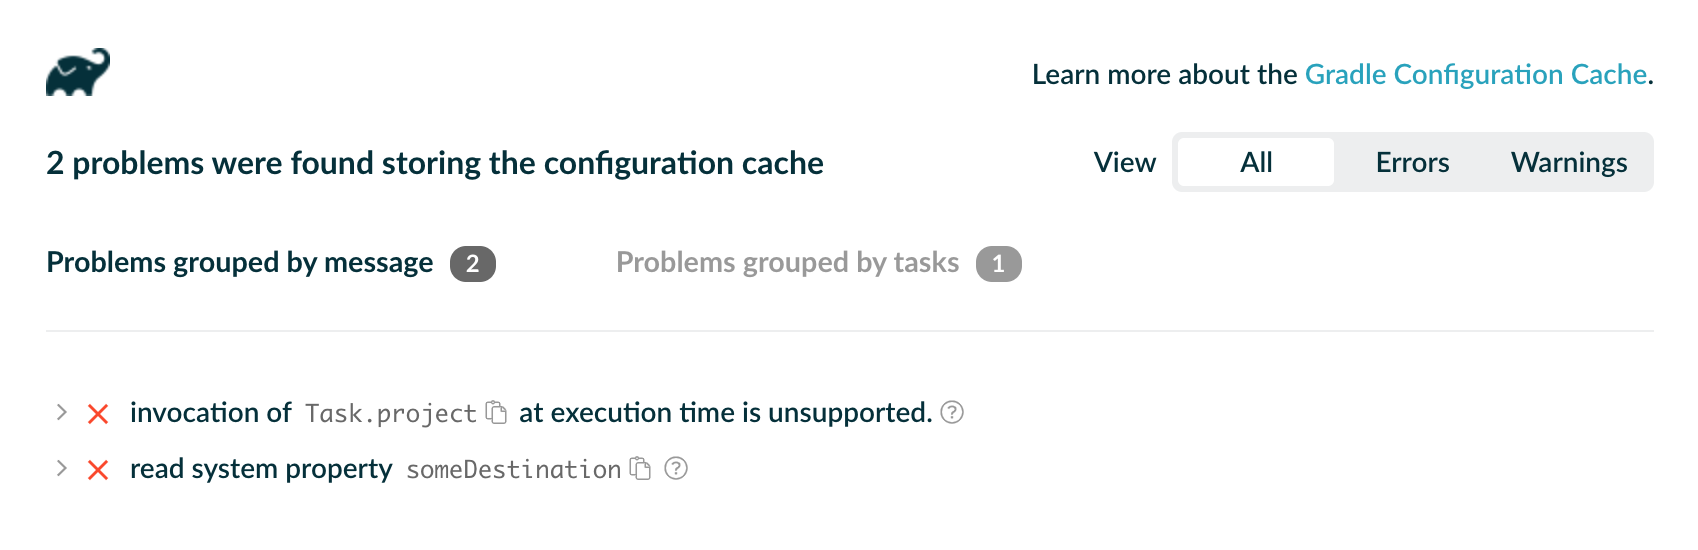 Learn more about the Gradle Configuration Cache.
2 problems were found storing the configuration cache
View All Errors Warnings
Problems grouped by message 2 Problems grouped by tasks 1
invocation of Task.project at execution time is unsupported. ?
read system property someDestination ?